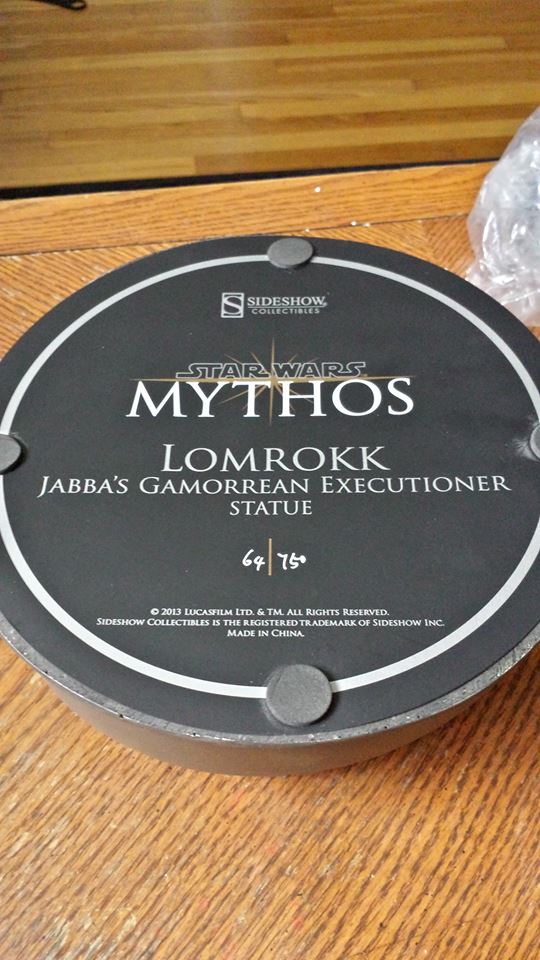 S SIDESHOW
COLLECTIBLES
STAR WARS
MYTHOS
LOMROKK
JABBA'S GAMORREAN EXECUTIONER
STATUE
64 | 750
© 2013 LUCASFILM LTD. & TM. ALL RIGHTS RESERVED.
SIDESHOW COLLECTIBLES IS THE REGISTERED TRADEMARK OF SIDESHOW INC.
MADE IN CHINA.